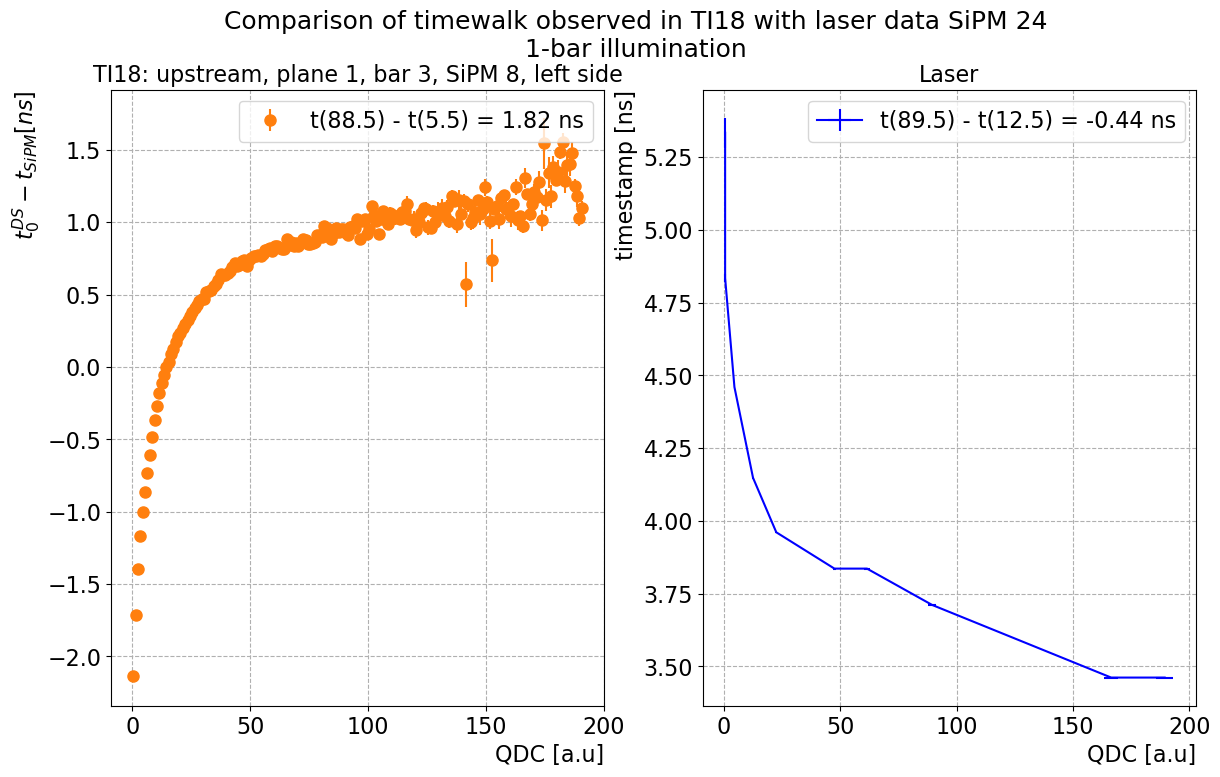 Comparison of timewalk observed in TI18 with laser data SiPM 24
1-bar illumination
TI18: upstream, plane 1, bar 3, SiPM 8, left side
t(88.5) - t(5.5) = 1.82 ns
t_0^{DS} - t_{SiPM}[ns]
1.5
1.0
0.5
0.0
−0.5
−1.0
−1.5
−2.0
0 50 100 150 200
QDC [a.u]
Laser
t(89.5) - t(12.5) = -0.44 ns
timestamp [ns]
5.25
5.00
4.75
4.50
4.25
4.00
3.75
3.50
0 50 100 150 200
QDC [a.u]